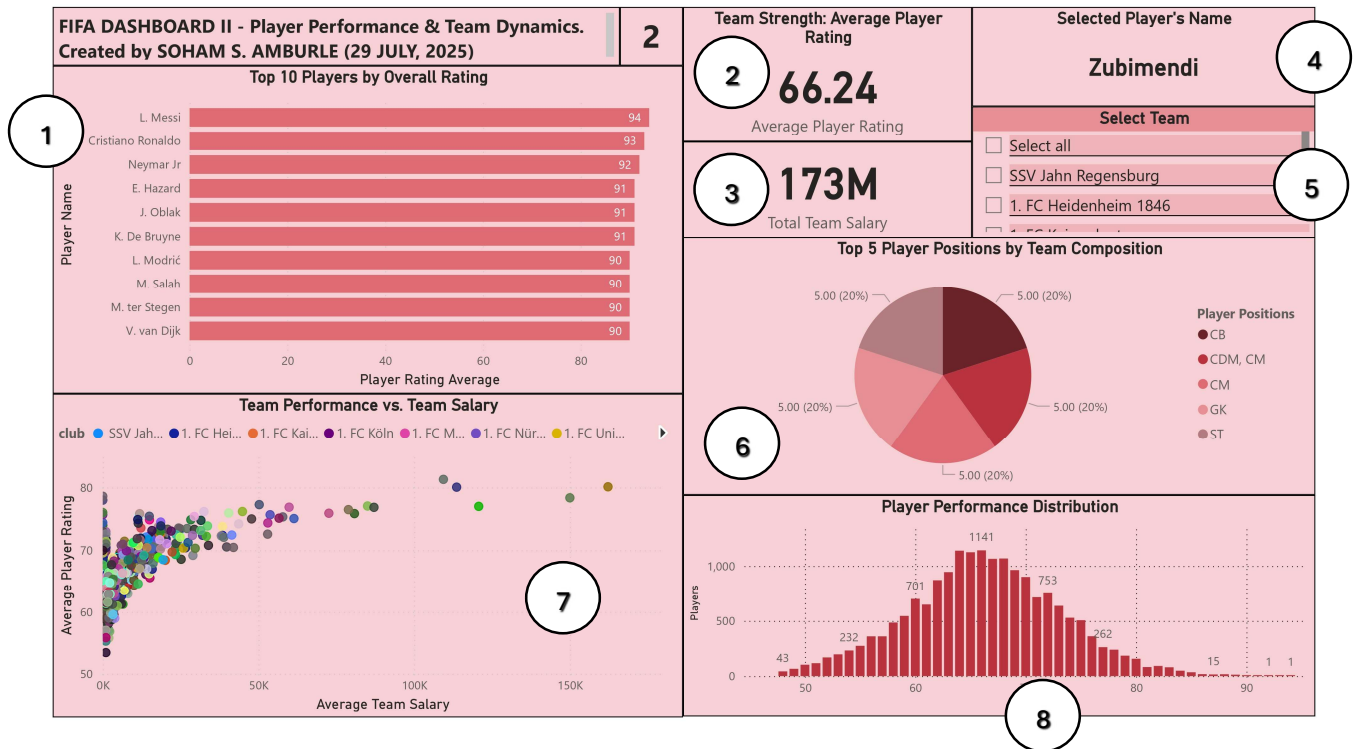 FIFA DASHBOARD II - Player Performance & Team Dynamics.
Created by SOHAM S. AMBURLE (29 JULY, 2025)
2
Top 10 Players by Overall Rating
1
Player Name
L. Messi 94
Cristiano Ronaldo 93
Neymar Jr 92
E. Hazard 91
J. Oblak 91
K. De Bruyne 91
L. Modrić 90
M. Salah 90
M. ter Stegen 90
V. van Dijk 90
0 20 40 60 80
Player Rating Average
Team Strength: Average Player
Rating
2
66.24
Average Player Rating
3
173M
Total Team Salary
Selected Player's Name
Zubimendi
4
Select Team
Select all
SSV Jahn Regensburg
1. FC Heidenheim 1846
5
Top 5 Player Positions by Team Composition
5.00 (20%) 5.00 (20%)
5.00 (20%) 5.00 (20%)
5.00 (20%)
Player Positions
CB
CDM, CM
CM
GK
ST
6
Team Performance vs. Team Salary
club SSV Jah... 1. FC Hei... 1. FC Kai... 1. FC Köln 1. FC M... 1. FC Nür... 1. FC Uni...
Average Player Rating
80
70
60
50
0K 50K 100K 150K
Average Team Salary
7
Player Performance Distribution
Players
1,000
500
0
43 232 701 1141 753 262 15 1 1
50 60 80 90
8